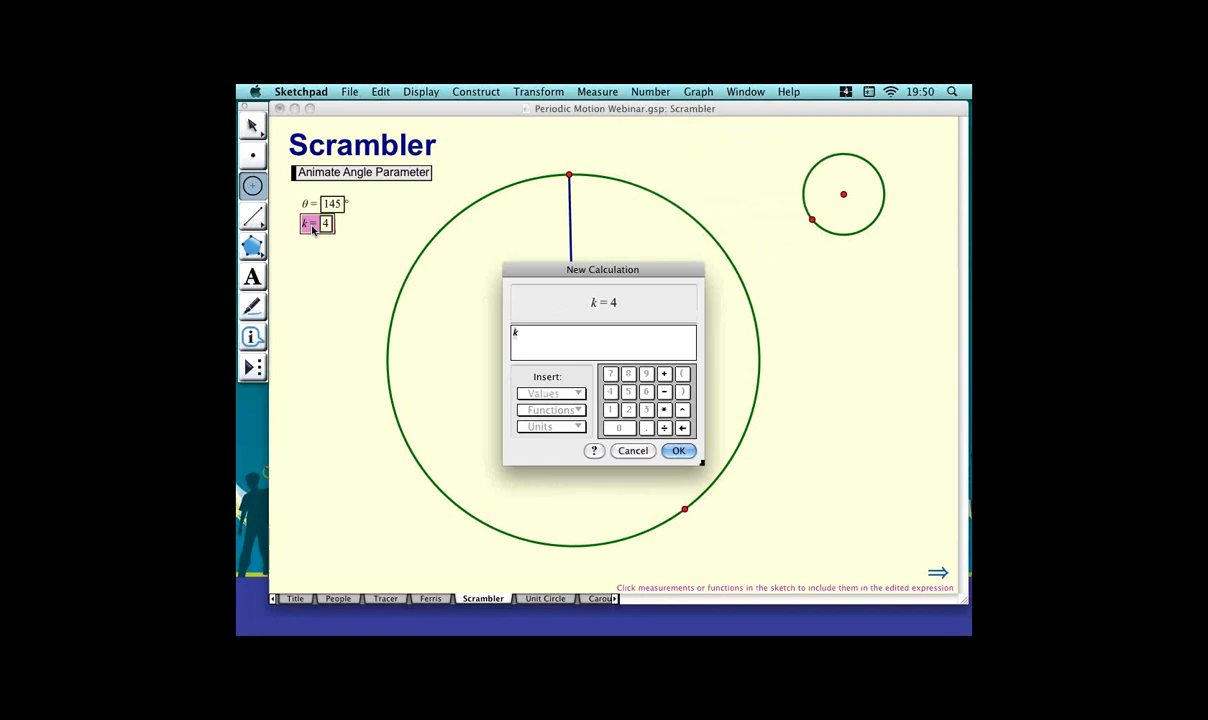 Sketchpad File Edit Display Construct Transform Measure Number Graph Window Help 4 19:50
Periodic Motion Webinar.gsp: Scrambler
Scrambler
Animate Angle Parameter
θ = 145°
k = 4
New Calculation
k = 4
k
Insert:
Values
Functions
Units
7 8 9 + (
4 5 6 - )
1 2 3 * ^
0 . ÷ ←
? Cancel OK
A
Click measurements or functions in the sketch to include them in the edited expression
Title People Tracer Ferris Scrambler Unit Circle Carou